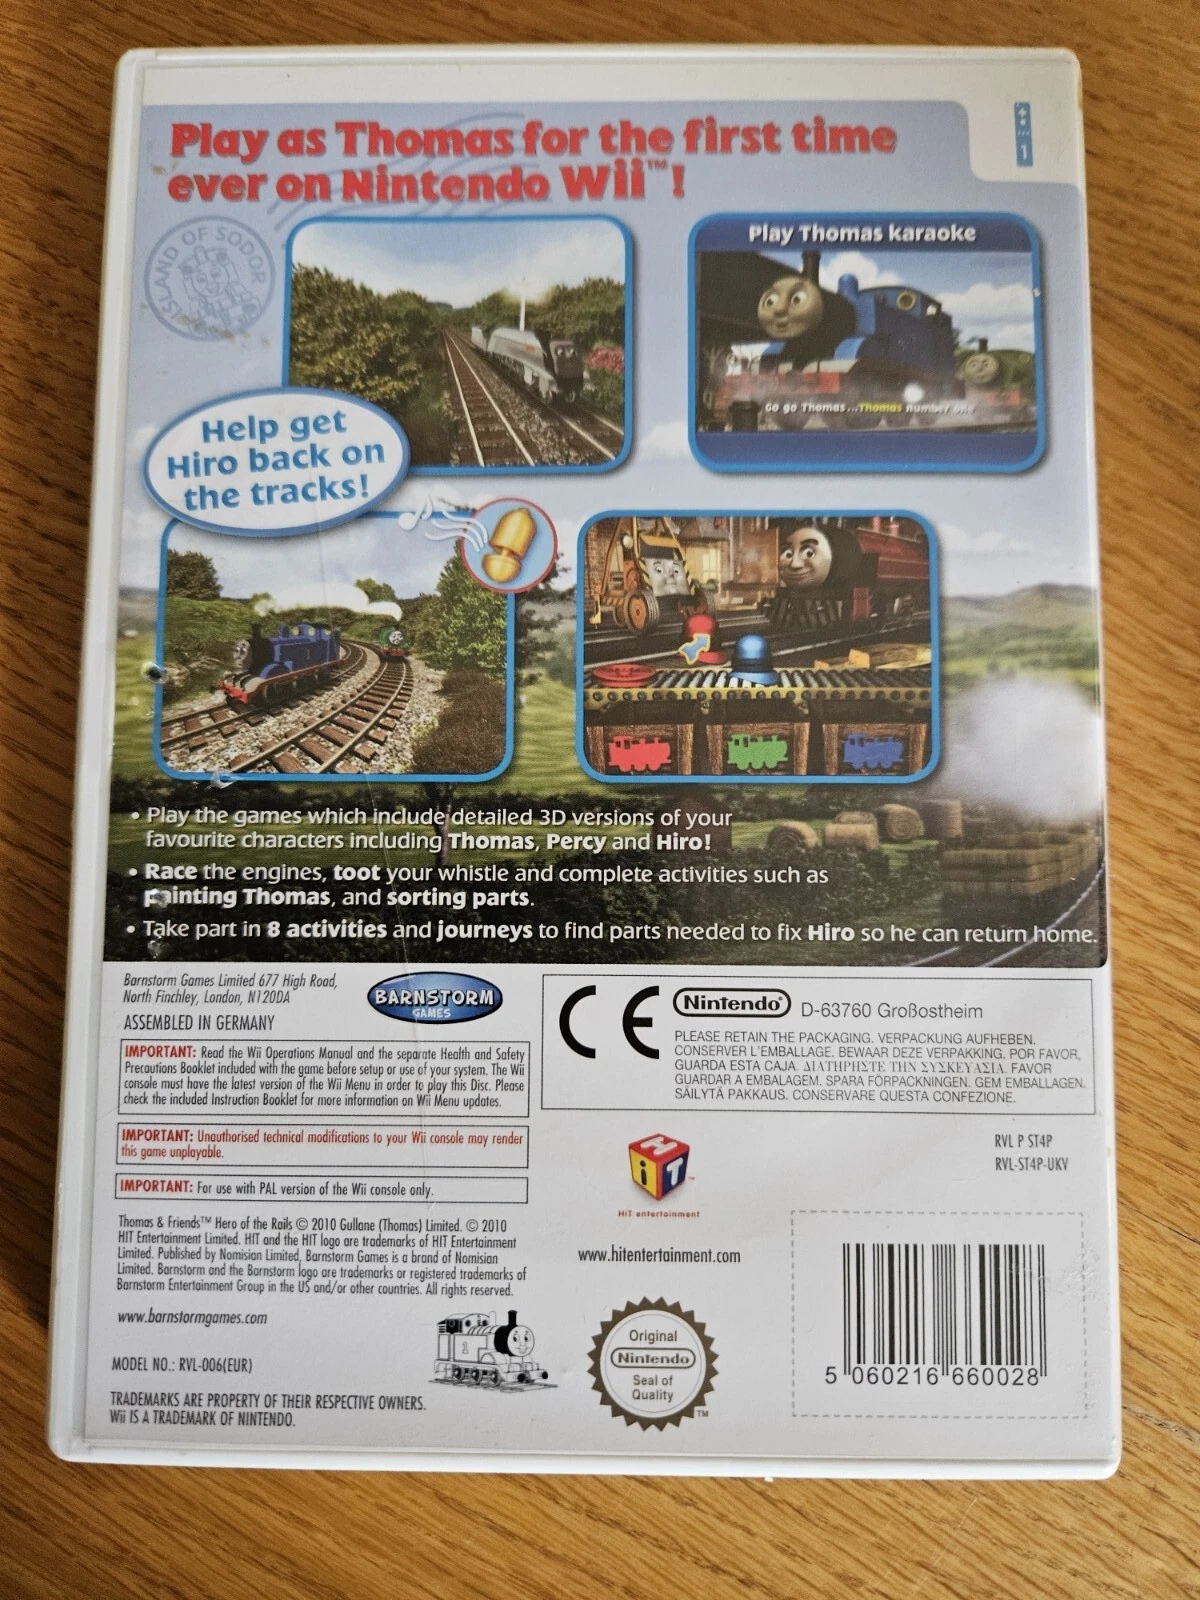 Play as Thomas for the first time
ever on Nintendo Wii™!
1
ISLAND OF SODOR
Play Thomas karaoke
Go go Thomas...Thomas number one
Help get
Hiro back on
the tracks!
• Play the games which include detailed 3D versions of your
favourite characters including Thomas, Percy and Hiro!
• Race the engines, toot your whistle and complete activities such as
painting Thomas, and sorting parts.
• Take part in 8 activities and journeys to find parts needed to fix Hiro so he can return home.
Barnstorm Games Limited 677 High Road,
North Finchley, London, N120DA
ASSEMBLED IN GERMANY
BARNSTORM
GAMES
IMPORTANT: Read the Wii Operations Manual and the separate Health and Safety
Precautions Booklet included with the game before setup or use of your system. The Wii
console must have the latest version of the Wii Menu in order to play this Disc. Please
check the included Instruction Booklet for more information on Wii Menu updates.
IMPORTANT: Unauthorised technical modifications to your Wii console may render
this game unplayable.
IMPORTANT: For use with PAL version of the Wii console only.
Thomas & Friends™ Hero of the Rails © 2010 Gullane (Thomas) Limited. © 2010
HIT Entertainment Limited. HIT and the HIT logo are trademarks of HIT Entertainment
Limited. Published by Nomisian Limited. Barnstorm Games is a brand of Nomisian
Limited. Barnstorm and the Barnstorm logo are trademarks or registered trademarks of
Barnstorm Entertainment Group in the US and/or other countries. All rights reserved.
www.barnstormgames.com
MODEL NO.: RVL-006(EUR)
TRADEMARKS ARE PROPERTY OF THEIR RESPECTIVE OWNERS.
Wii IS A TRADEMARK OF NINTENDO.
1
CE
Nintendo® D-63760 Großostheim
PLEASE RETAIN THE PACKAGING. VERPACKUNG AUFHEBEN.
CONSERVER L'EMBALLAGE. BEWAAR DEZE VERPAKKING. POR FAVOR,
GUARDA ESTA CAJA. ΔΙΑΤΗΡΗΣΤΕ ΤΗΝ ΣΥΣΚΕΥΑΣΙΑ. FAVOR
GUARDAR A EMBALAGEM. SPARA FÖRPACKNINGEN. GEM EMBALLAGEN.
SÄILYTÄ PAKKAUS. CONSERVARE QUESTA CONFEZIONE.
RVL P ST4P
RVL-ST4P-UKV
HiT
HiT entertainment
www.hitentertainment.com
Original
Nintendo
Seal of
Quality
TM
5 060216 660028